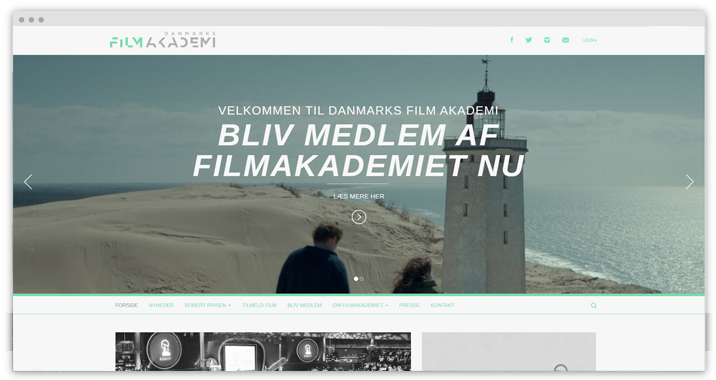 DANMARKS
FILMAKADEMI
LOGIN
VELKOMMEN TIL DANMARKS FILM AKADEMI
BLIV MEDLEM AF
FILMAKADEMIET NU
LÆS MERE HER
FORSIDE NYHEDER ROBERT PRISEN TILMELD FILM BLIV MEDLEM OM FILMAKADEMIET PRESSE KONTAKT